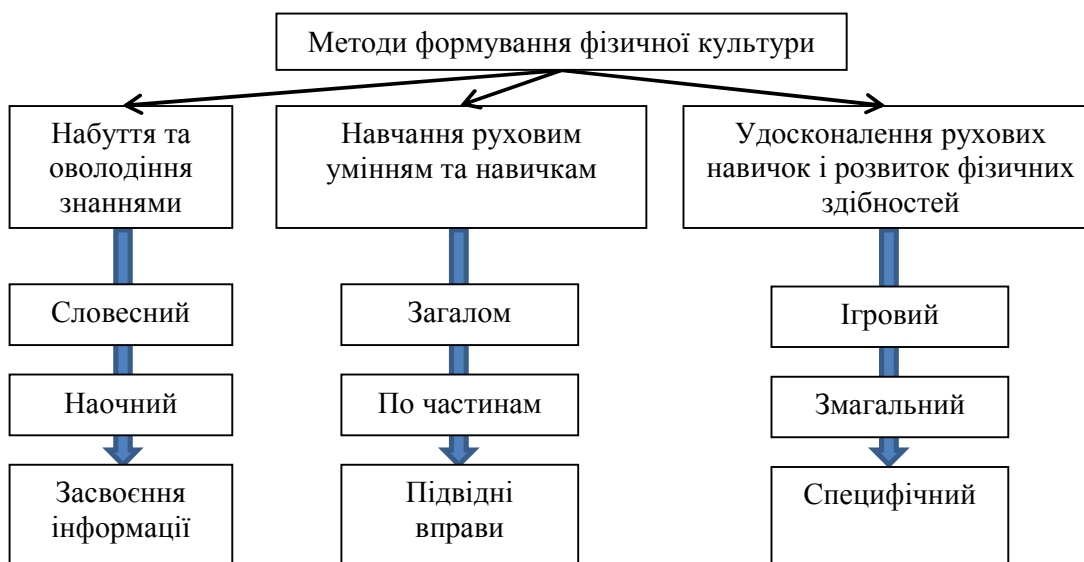 Методи формування фізичної культури
Набуття та
оволодіння
знаннями
Навчання руховим
умінням та навичкам
Удосконалення рухових
навичок і розвиток фізичних
здібностей
Словесний
Загалом
Ігровий
Наочний
По частинам
Змагальний
Засвоєння
інформації
Підвідні
вправи
Специфічний